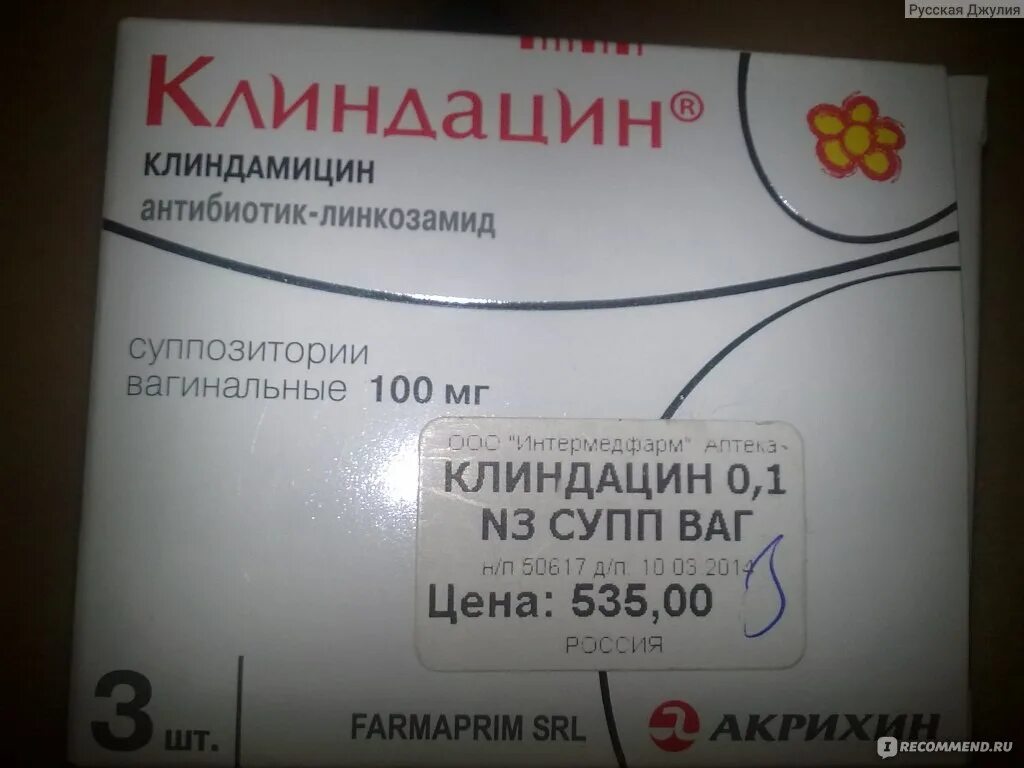 Русская Джулия
Клиндацин®
клиндамицин
антибиотик-линкозамид
суппозитории
вагинальные 100 мг
ООО "Интермедфарм" Аптека
КЛИНДАЦИН 0,1
N3 СУПП ВАГ
н/п 50617 д/п. 10 03 2014
Цена: 535,00
РОССИЯ
3 шт.
FARMAPRIM SRL
АКРИХИН
IRECOMMEND.RU